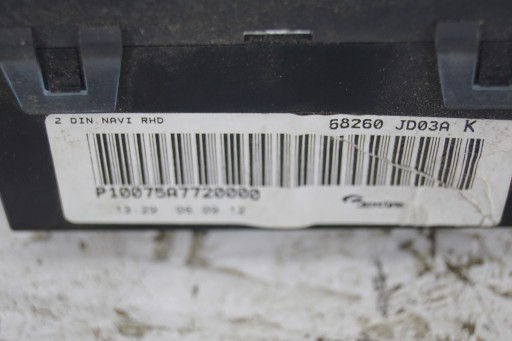 2 DIN NAVI RHD
68260 JD03A K
P10075A7720000
13:29 06.09.12